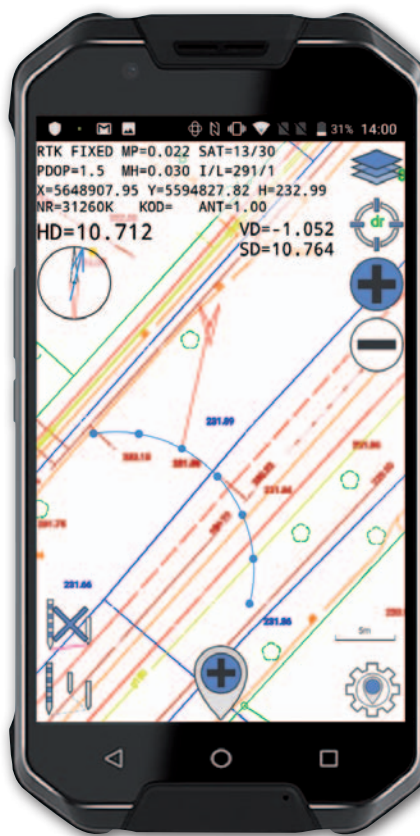 31% 14:00
RTK FIXED MP=0.022 SAT=13/30
PDOP=1.5 MH=0.030 I/L=291/1
X=5648907.95 Y=5594827.82 H=232.99
NR=31260K KOD= ANT=1.00
HD=10.712 VD=-1.052
SD=10.764
dr
231.89
231.66
231.86
5m